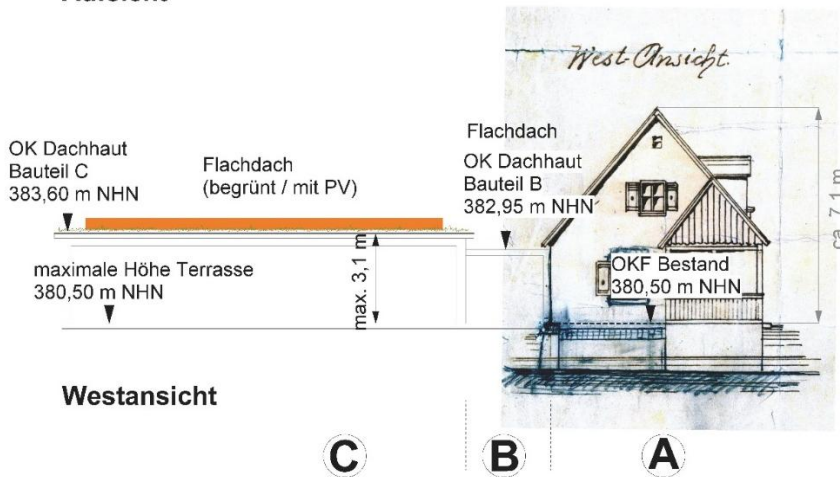 West-Ansicht.
OK Dachhaut
Bauteil C
383,60 m NHN
Flachdach
(begrünt / mit PV)
Flachdach
OK Dachhaut
Bauteil B
382,95 m NHN
ca. 7,1 m
max. 3,1 m
maximale Höhe Terrasse
380,50 m NHN
OKF Bestand
380,50 m NHN
Westansicht
C
B
A